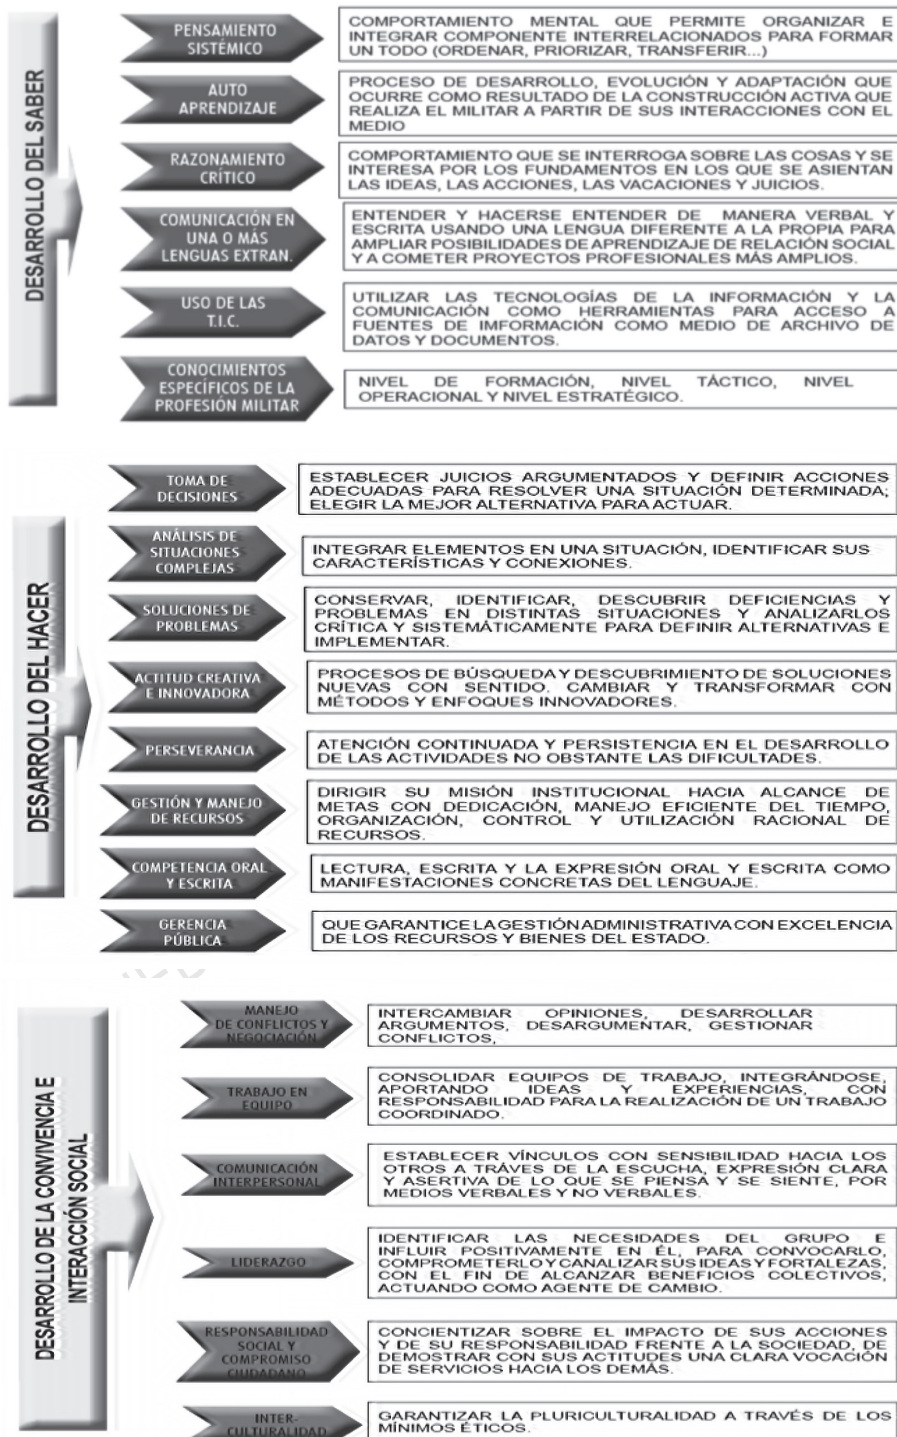 DESARROLLO DEL SABER
PENSAMIENTO
SISTÉMICO
COMPORTAMIENTO MENTAL QUE PERMITE ORGANIZAR E
INTEGRAR COMPONENTE INTERRELACIONADOS PARA FORMAR
UN TODO (ORDENAR, PRIORIZAR, TRANSFERIR...)
AUTO
APRENDIZAJE
PROCESO DE DESARROLLO, EVOLUCIÓN Y ADAPTACIÓN QUE
OCURRE COMO RESULTADO DE LA CONSTRUCCIÓN ACTIVA QUE
REALIZA EL MILITAR A PARTIR DE SUS INTERACCIONES CON EL
MEDIO
RAZONAMIENTO
CRÍTICO
COMPORTAMIENTO QUE SE INTERROGA SOBRE LAS COSAS Y SE
INTERESA POR LOS FUNDAMENTOS EN LOS QUE SE ASIENTAN
LAS IDEAS, LAS ACCIONES, LAS VACACIONES Y JUICIOS.
COMUNICACIÓN EN
UNA O MÁS
LENGUAS EXTRAN.
ENTENDER Y HACERSE ENTENDER DE MANERA VERBAL Y
ESCRITA USANDO UNA LENGUA DIFERENTE A LA PROPIA PARA
AMPLIAR POSIBILIDADES DE APRENDIZAJE DE RELACIÓN SOCIAL
Y A COMETER PROYECTOS PROFESIONALES MÁS AMPLIOS.
USO DE LAS
T.I.C.
UTILIZAR LAS TECNOLOGÍAS DE LA INFORMACIÓN Y LA
COMUNICACIÓN COMO HERRAMIENTAS PARA ACCESO A
FUENTES DE IMFORMACIÓN COMO MEDIO DE ARCHIVO DE
DATOS Y DOCUMENTOS.
CONOCIMIENTOS
ESPECÍFICOS DE LA
PROFESIÓN MILITAR
NIVEL DE FORMACIÓN, NIVEL TÁCTICO, NIVEL
OPERACIONAL Y NIVEL ESTRATÉGICO.
DESARROLLO DEL HACER
TOMA DE
DECISIONES
ESTABLECER JUICIOS ARGUMENTADOS Y DEFINIR ACCIONES
ADECUADAS PARA RESOLVER UNA SITUACIÓN DETERMINADA;
ELEGIR LA MEJOR ALTERNATIVA PARA ACTUAR.
ANÁLISIS DE
SITUACIONES
COMPLEJAS
INTEGRAR ELEMENTOS EN UNA SITUACIÓN, IDENTIFICAR SUS
CARACTERÍSTICAS Y CONEXIONES.
SOLUCIONES DE
PROBLEMAS
CONSERVAR, IDENTIFICAR, DESCUBRIR DEFICIENCIAS Y
PROBLEMAS EN DISTINTAS SITUACIONES Y ANALIZARLOS
CRÍTICA Y SISTEMÁTICAMENTE PARA DEFINIR ALTERNATIVAS E
IMPLEMENTAR.
ACTITUD CREATIVA
E INNOVADORA
PROCESOS DE BÚSQUEDA Y DESCUBRIMIENTO DE SOLUCIONES
NUEVAS CON SENTIDO. CAMBIAR Y TRANSFORMAR CON
MÉTODOS Y ENFOQUES INNOVADORES.
PERSEVERANCIA
ATENCIÓN CONTINUADA Y PERSISTENCIA EN EL DESARROLLO
DE LAS ACTIVIDADES NO OBSTANTE LAS DIFICULTADES.
GESTIÓN Y MANEJO
DE RECURSOS
DIRIGIR SU MISIÓN INSTITUCIONAL HACIA ALCANCE DE
METAS CON DEDICACIÓN, MANEJO EFICIENTE DEL TIEMPO,
ORGANIZACIÓN, CONTROL Y UTILIZACIÓN RACIONAL DE
RECURSOS.
COMPETENCIA ORAL
Y ESCRITA
LECTURA, ESCRITA Y LA EXPRESIÓN ORAL Y ESCRITA COMO
MANIFESTACIONES CONCRETAS DEL LENGUAJE.
GERENCIA
PÚBLICA
QUE GARANTICE LA GESTIÓN ADMINISTRATIVA CON EXCELENCIA
DE LOS RECURSOS Y BIENES DEL ESTADO.
DESARROLLO DE LA CONVIVENCIA E
INTERACCIÓN SOCIAL
MANEJO
DE CONFLICTOS Y
NEGOCIACIÓN
INTERCAMBIAR OPINIONES, DESARROLLAR
ARGUMENTOS, DESARGUMENTAR, GESTIONAR
CONFLICTOS,
TRABAJO EN
EQUIPO
CONSOLIDAR EQUIPOS DE TRABAJO, INTEGRÁNDOSE,
APORTANDO IDEAS Y EXPERIENCIAS, CON
RESPONSABILIDAD PARA LA REALIZACIÓN DE UN TRABAJO
COORDINADO.
COMUNICACIÓN
INTERPERSONAL
ESTABLECER VÍNCULOS CON SENSIBILIDAD HACIA LOS
OTROS A TRÁVES DE LA ESCUCHA, EXPRESIÓN CLARA
Y ASERTIVA DE LO QUE SE PIENSA Y SE SIENTE, POR
MEDIOS VERBALES Y NO VERBALES.
LIDERAZGO
IDENTIFICAR LAS NECESIDADES DEL GRUPO E
INFLUIR POSITIVAMENTE EN ÉL, PARA CONVOCARLO,
COMPROMETERLO Y CANALIZAR SUS IDEAS Y FORTALEZAS,
CON EL FIN DE ALCANZAR BENEFICIOS COLECTIVOS,
ACTUANDO COMO AGENTE DE CAMBIO.
RESPONSABILIDAD
SOCIAL Y
COMPROMISO
CIUDADANO
CONCIENTIZAR SOBRE EL IMPACTO DE SUS ACCIONES
Y DE SU RESPONSABILIDAD FRENTE A LA SOCIEDAD, DE
DEMOSTRAR CON SUS ACTITUDES UNA CLARA VOCACIÓN
DE SERVICIOS HACIA LOS DEMÁS.
INTER-
CULTURALIDAD
GARANTIZAR LA PLURICULTURALIDAD A TRAVÉS DE LOS
MÍNIMOS ÉTICOS.